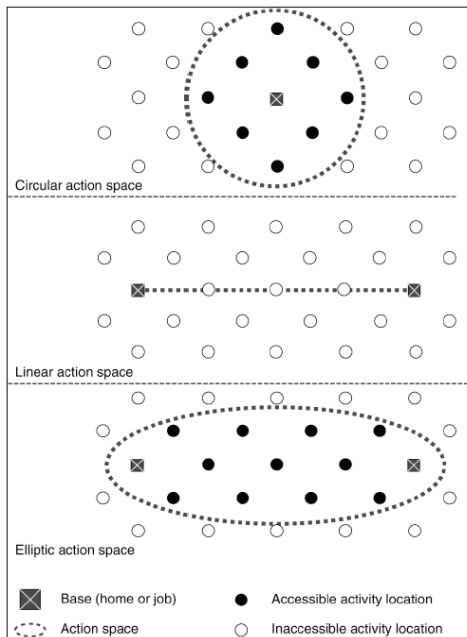 Circular action space
Linear action space
Elliptic action space
Base (home or job)
Accessible activity location
Action space
Inaccessible activity location